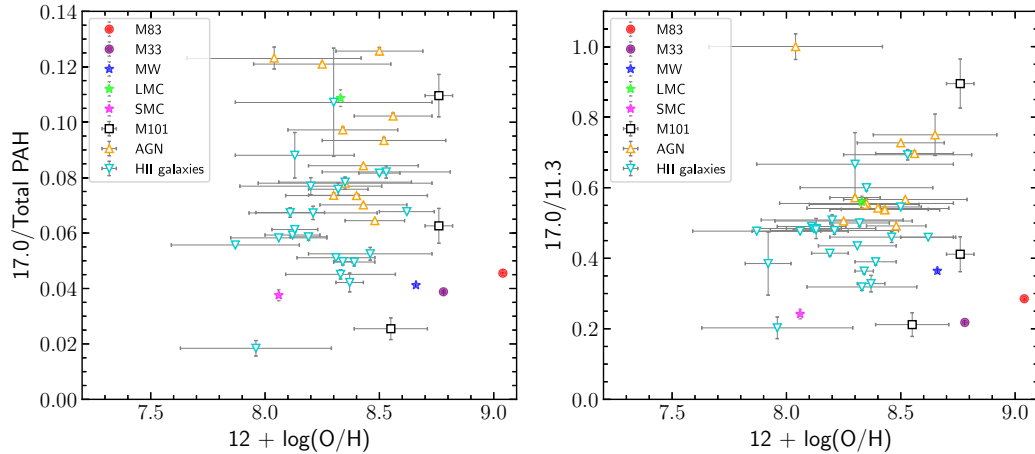 17.0/Total PAH
0.14
0.12
0.10
0.08
0.06
0.04
0.02
0.00
M83
M33
MW
LMC
SMC
M101
AGN
HII galaxies
7.5 8.0 8.5 9.0
12 + log(O/H)
17.0/11.3
1.0
0.8
0.6
0.4
0.2
0.0
M83
M33
MW
LMC
SMC
M101
AGN
HII galaxies
7.5 8.0 8.5 9.0
12 + log(O/H)